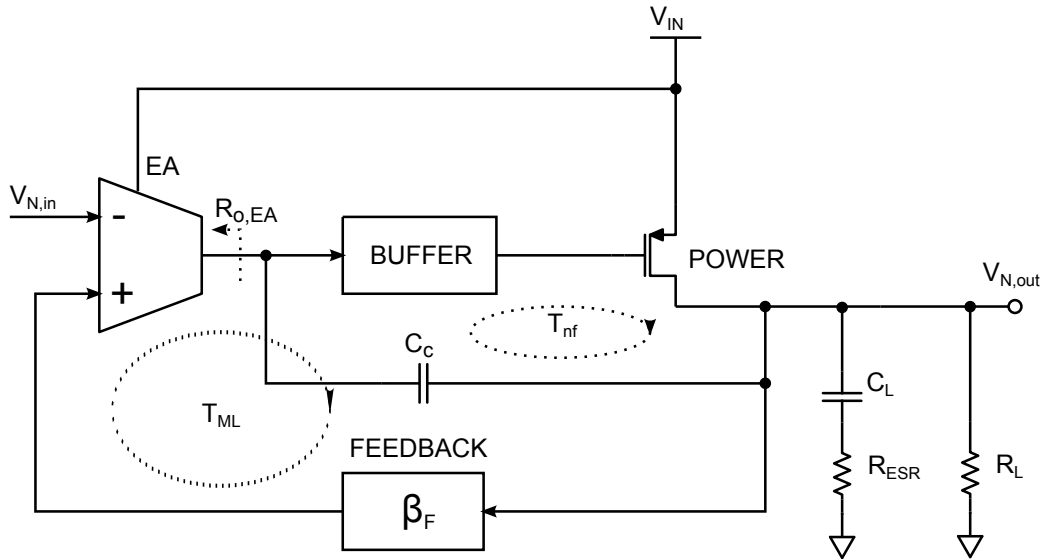 V_IN
EA
V_N,in
-
R_o,EA
BUFFER
POWER
V_N,out
+
T_nf
C_c
C_L
T_ML
FEEDBACK
R_ESR
R_L
β_F